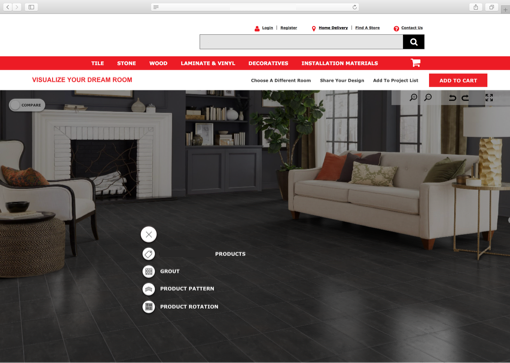 Login | Register
Home Delivery | Find A Store
Contact Us
TILE STONE WOOD LAMINATE & VINYL DECORATIVES INSTALLATION MATERIALS
VISUALIZE YOUR DREAM ROOM
Choose A Different Room Share Your Design Add To Project List ADD TO CART
COMPARE
PRODUCTS
GROUT
PRODUCT PATTERN
PRODUCT ROTATION